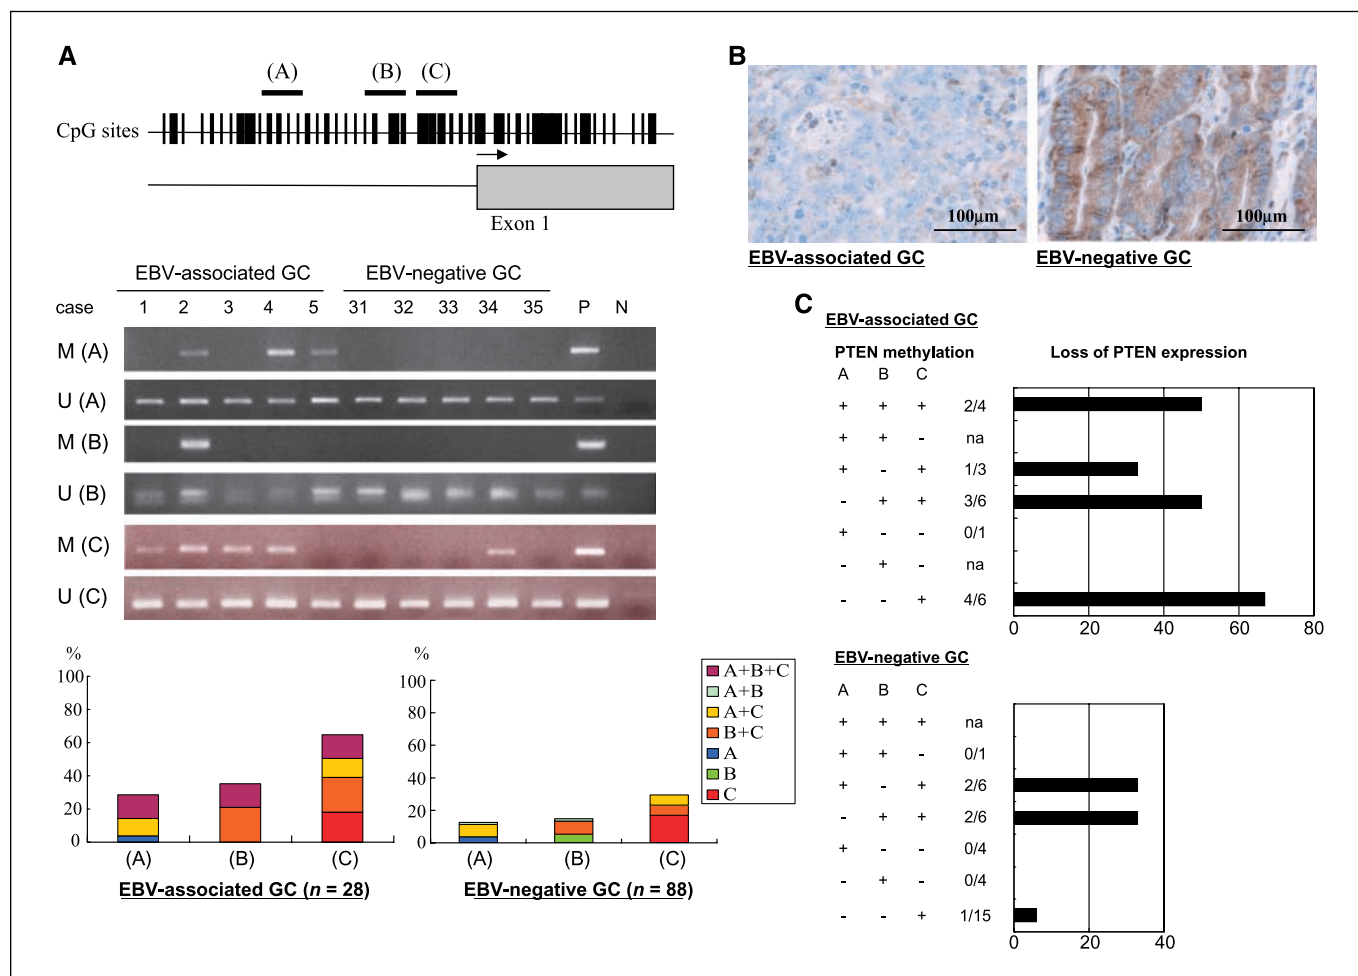 A
(A) (B) (C)
CpG sites
Exon 1
EBV-associated GC EBV-negative GC
case 1 2 3 4 5 31 32 33 34 35 P N
M (A)
U (A)
M (B)
U (B)
M (C)
U (C)
%
100
80
60
40
20
0
(A) (B) (C)
EBV-associated GC (n = 28)
%
100
80
60
40
20
0
(A) (B) (C)
EBV-negative GC (n = 88)
A+B+C
A+B
A+C
B+C
A
B
C
B
100µm
100µm
EBV-associated GC
EBV-negative GC
C
EBV-associated GC
PTEN methylation Loss of PTEN expression
A B C
+ + + 2/4
+ + - na
+ - + 1/3
- + + 3/6
+ - - 0/1
- + - na
- - + 4/6
0 20 40 60 80
EBV-negative GC
A B C
+ + + na
+ + - 0/1
+ - + 2/6
- + + 2/6
+ - - 0/4
- + - 0/4
- - + 1/15
0 20 40